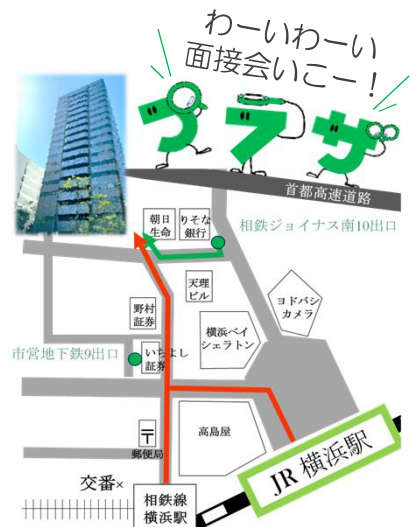 わーいわーい
面接会いこー!
プラザ
首都高速道路
朝日
生命
りそな
銀行
相鉄ジョイナス南10出口
天理
ビル
ヨドバシ
カメラ
野村
証券
横浜ベイ
シェラトン
市営地下鉄9出口
いちよし
証券
高島屋
〒
郵便局
JR 横浜駅
交番×
相鉄線
横浜駅